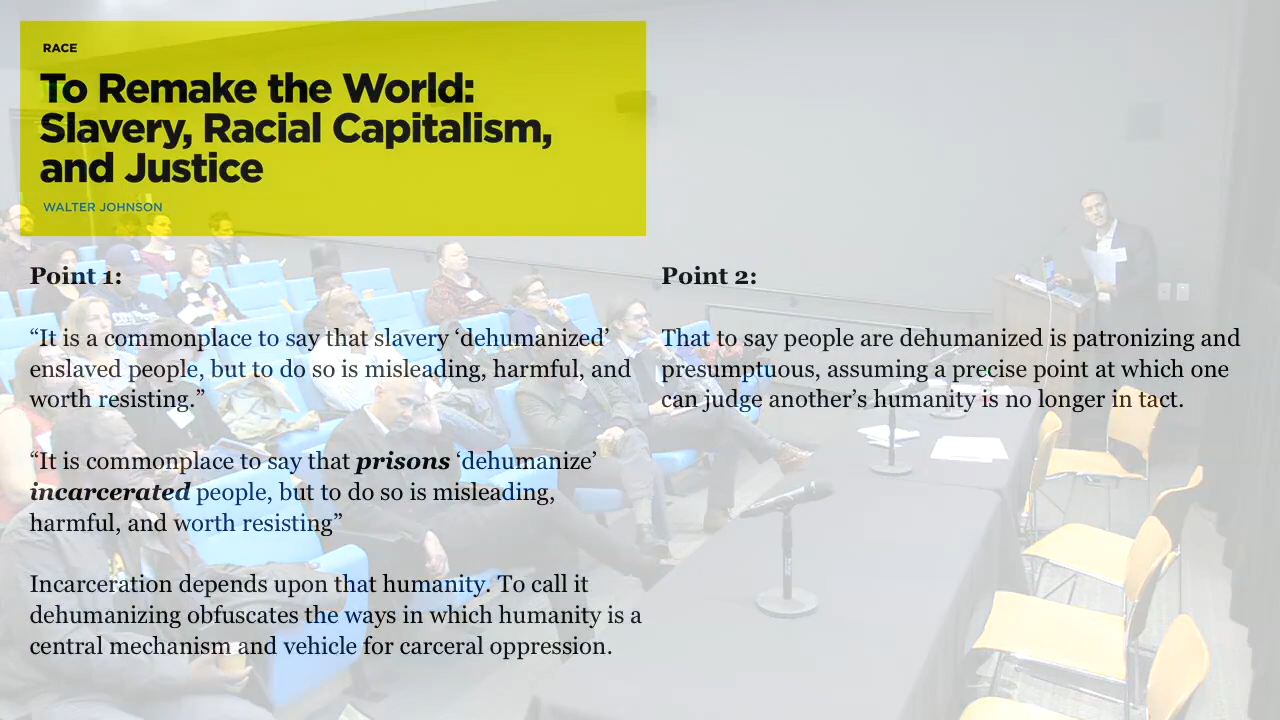 RACE
To Remake the World:
Slavery, Racial Capitalism,
and Justice
WALTER JOHNSON
Point 1:
“It is a commonplace to say that slavery ‘dehumanized’
enslaved people, but to do so is misleading, harmful, and
worth resisting.”
“It is commonplace to say that prisons ‘dehumanize’
incarcerated people, but to do so is misleading,
harmful, and worth resisting”
Incarceration depends upon that humanity. To call it
dehumanizing obfuscates the ways in which humanity is a
central mechanism and vehicle for carceral oppression.
Point 2:
That to say people are dehumanized is patronizing and
presumptuous, assuming a precise point at which one
can judge another’s humanity is no longer in tact.